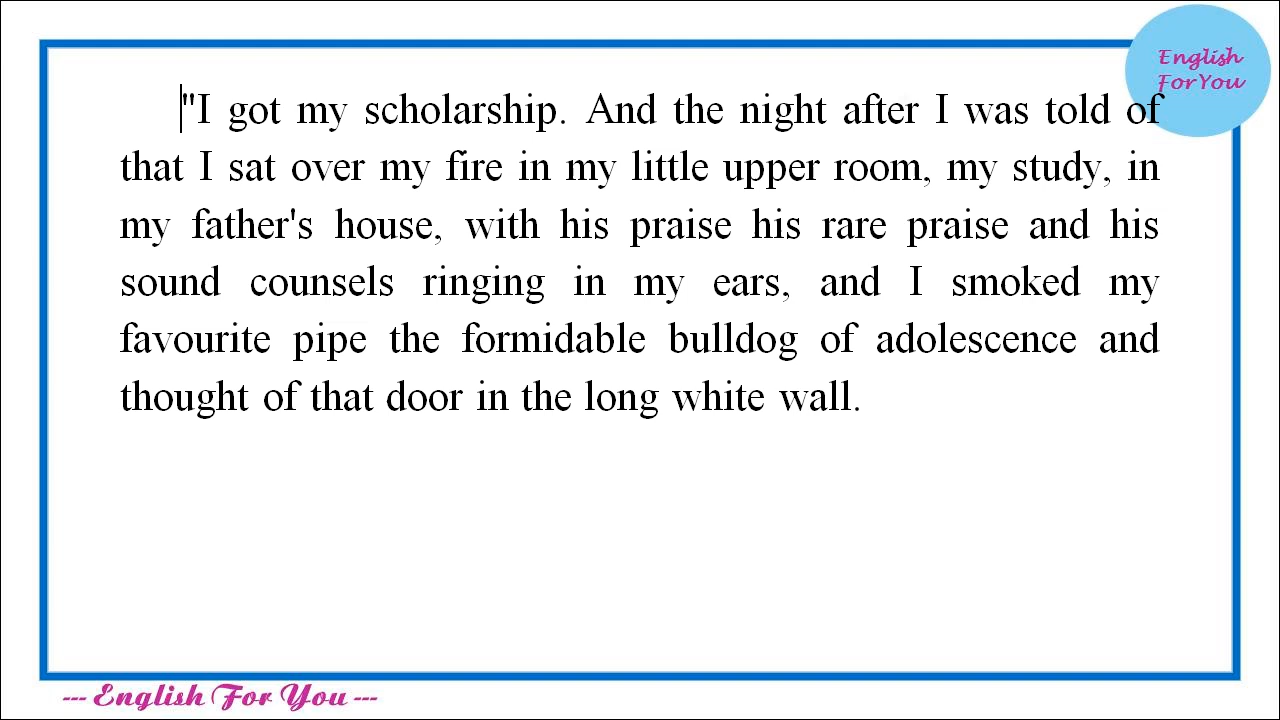 English
For You
"I got my scholarship. And the night after I was told of
that I sat over my fire in my little upper room, my study, in
my father's house, with his praise his rare praise and his
sound counsels ringing in my ears, and I smoked my
favourite pipe the formidable bulldog of adolescence and
thought of that door in the long white wall.
--- English For You ---